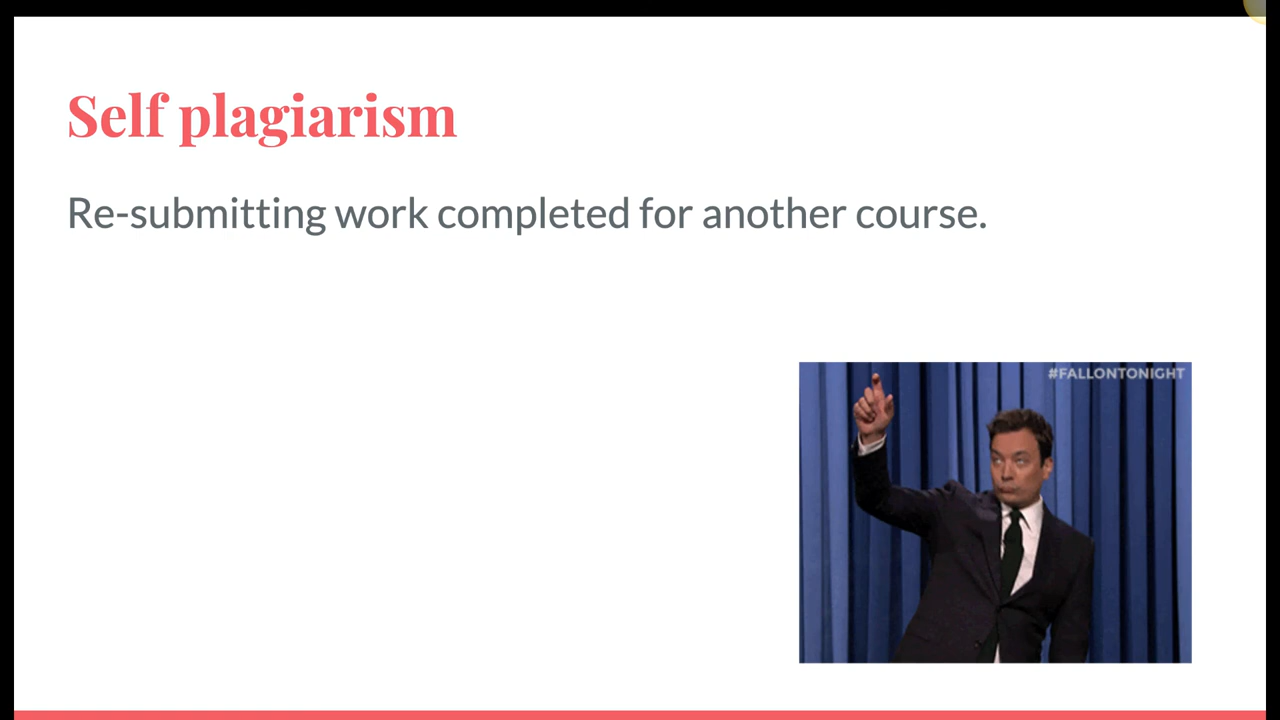 Self plagiarism
Re-submitting work completed for another course.
#FALLONTONIGHT